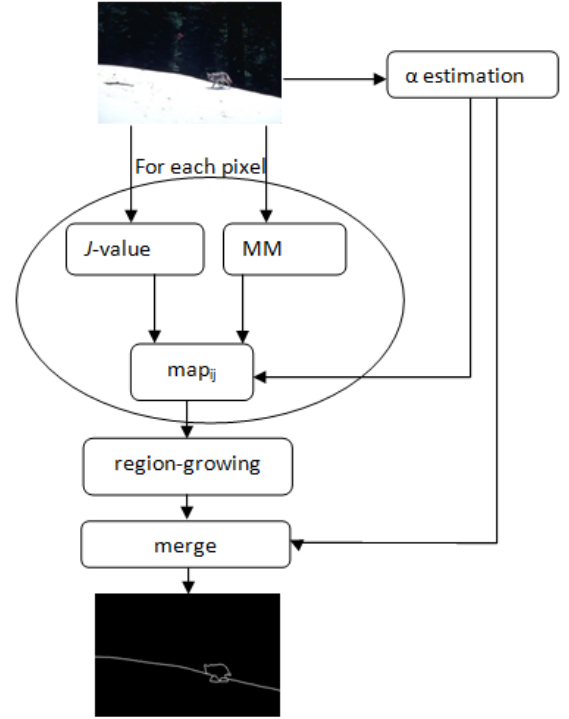 α estimation
For each pixel
J-value
MM
mapij
region-growing
merge